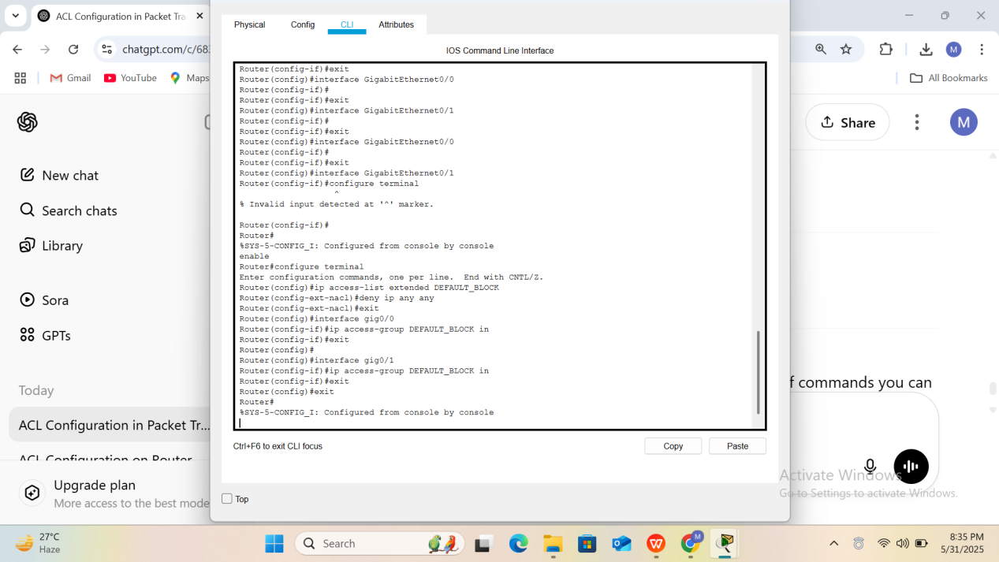 ACL Configuration in Packet Tra
chatgpt.com/c/683
M
Gmail
YouTube
Maps
All Bookmarks
New chat
Search chats
Library
Sora
GPTs
Today
ACL Configuration in Packet Tr...
ACL Configuration on Router
Upgrade plan
More access to the best mode
Physical
Config
CLI
Attributes
IOS Command Line Interface
Router(config-if)#exit
Router(config)#interface GigabitEthernet0/0
Router(config-if)#
Router(config-if)#exit
Router(config)#interface GigabitEthernet0/1
Router(config-if)#
Router(config-if)#exit
Router(config)#interface GigabitEthernet0/0
Router(config-if)#
Router(config-if)#exit
Router(config)#interface GigabitEthernet0/1
Router(config-if)#configure terminal
^
% Invalid input detected at '^' marker.
Router(config-if)#
Router#
%SYS-5-CONFIG_I: Configured from console by console
enable
Router#configure terminal
Enter configuration commands, one per line.  End with CNTL/Z.
Router(config)#ip access-list extended DEFAULT_BLOCK
Router(config-ext-nacl)#deny ip any any
Router(config-ext-nacl)#exit
Router(config)#interface gig0/0
Router(config-if)#ip access-group DEFAULT_BLOCK in
Router(config-if)#exit
Router(config)#
Router(config)#interface gig0/1
Router(config-if)#ip access-group DEFAULT_BLOCK in
Router(config-if)#exit
Router(config)#exit
Router#
%SYS-5-CONFIG_I: Configured from console by console
Ctrl+F6 to exit CLI focus
Copy
Paste
Top
Share
M
f commands you can
Activate Windows
Go to Settings to activate Windows.
27°C
Haze
Search
M
8:35 PM
5/31/2025